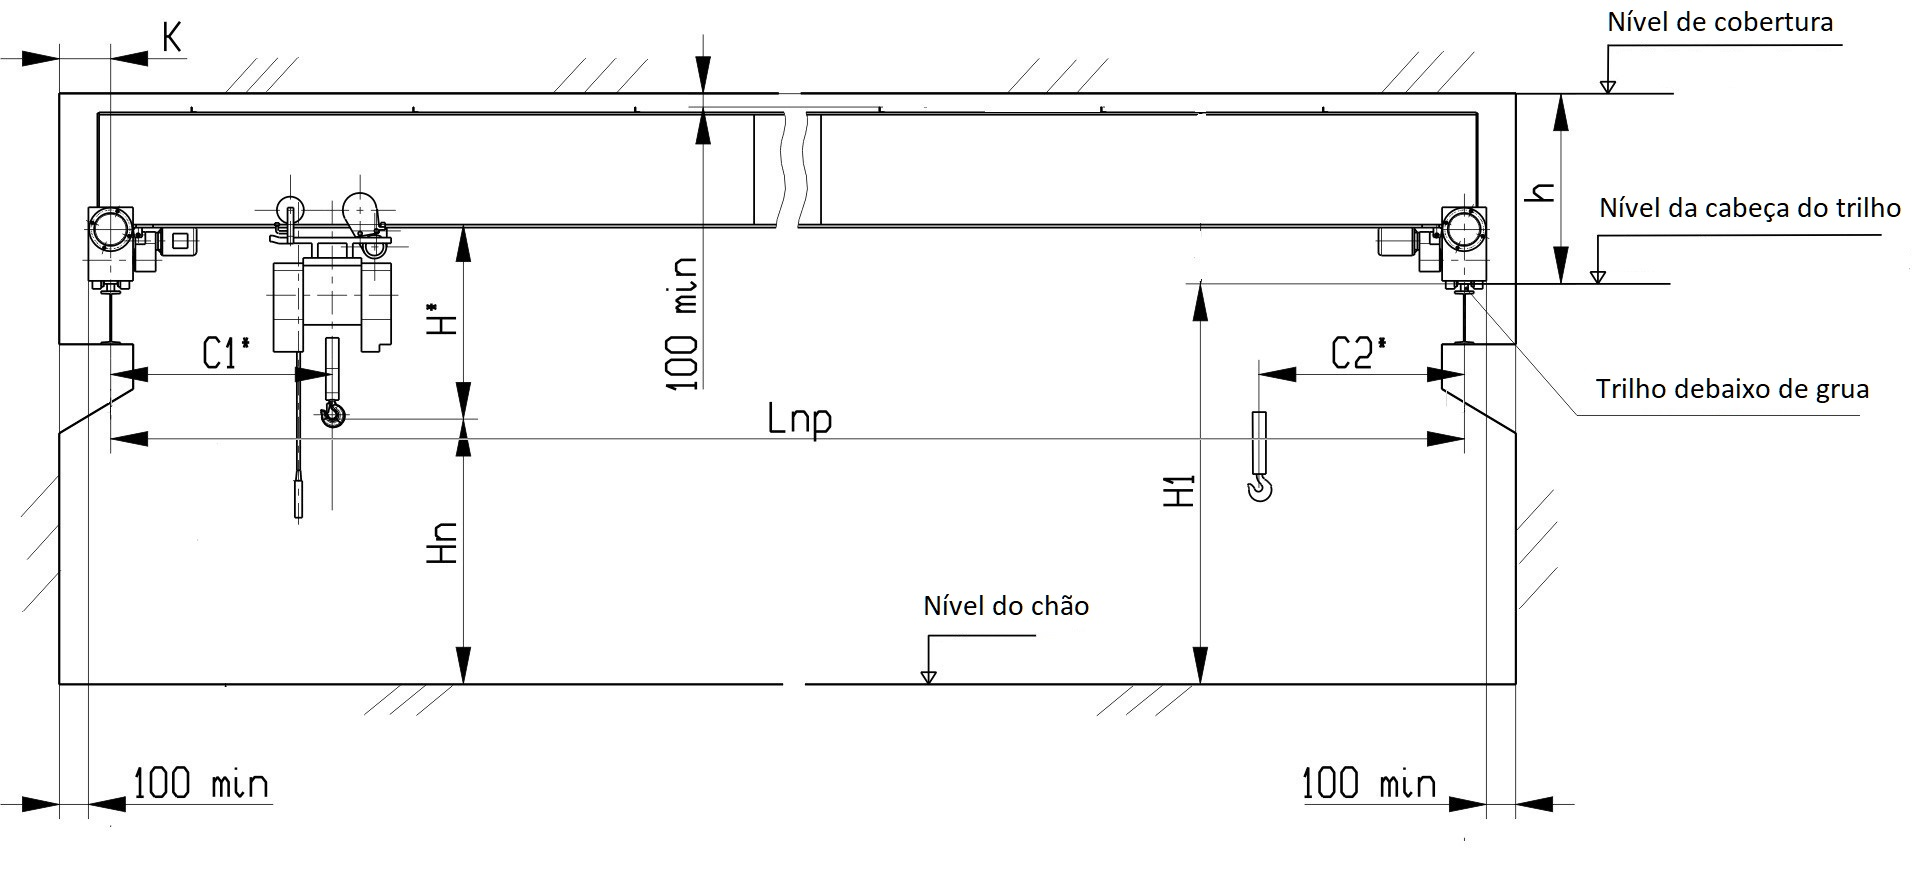 Nível de cobertura
K
h
Nível da cabeça do trilho
100 min
H*
C1*
C2*
Trilho debaixo de grua
Lnp
H1
Hn
Nível do chão
100 min
100 min